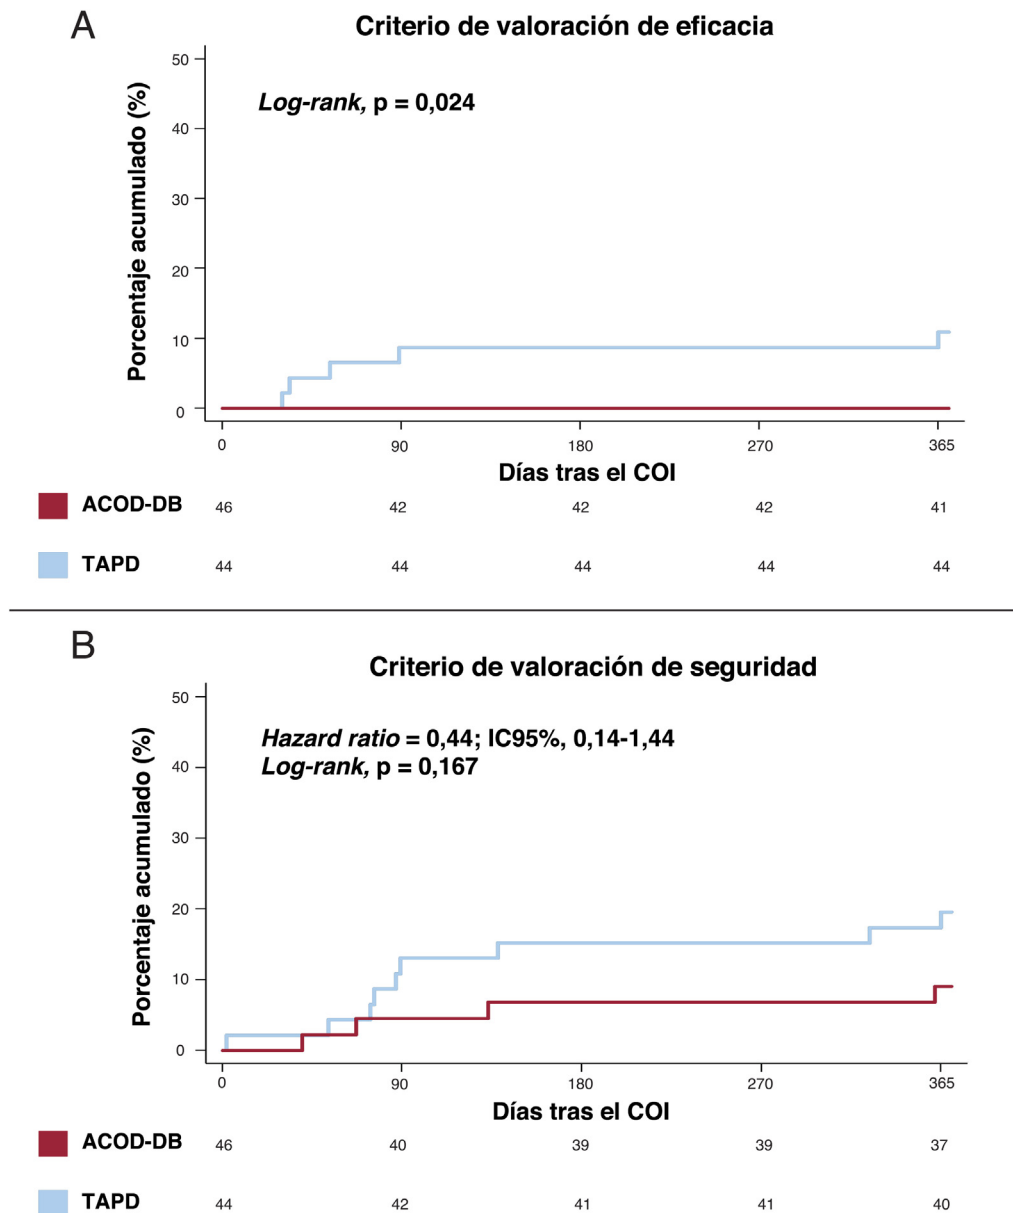 A
Criterio de valoración de eficacia
Log-rank, p = 0,024
Porcentaje acumulado (%)
50
40
30
20
10
0
0 90 180 270 365
Días tras el COI
ACOD-DB 46 42 42 42 41
TAPD 44 44 44 44 44
B
Criterio de valoración de seguridad
Hazard ratio = 0,44; IC95%, 0,14-1,44
Log-rank, p = 0,167
Porcentaje acumulado (%)
50
40
30
20
10
0
0 90 180 270 365
Días tras el COI
ACOD-DB 46 40 39 39 37
TAPD 44 42 41 41 40